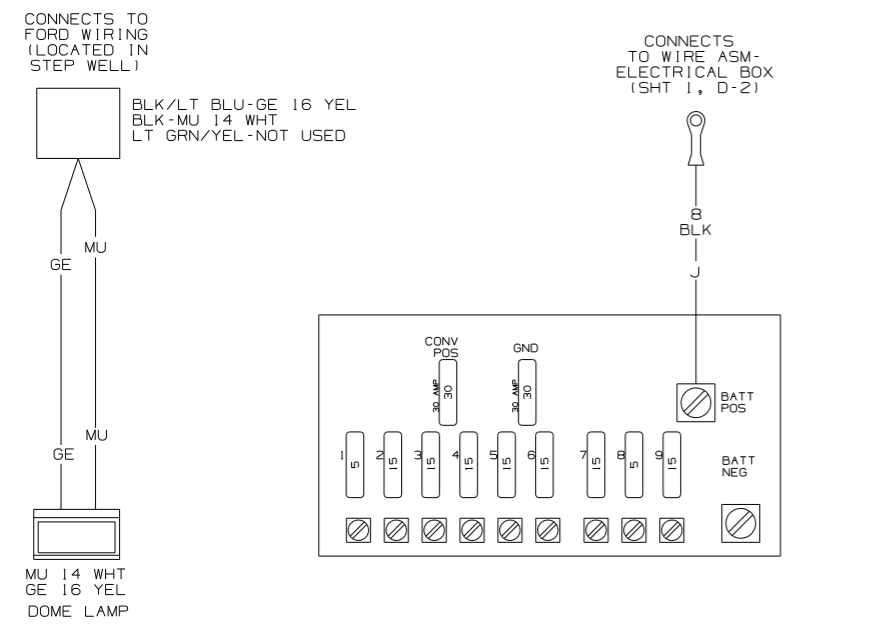 CONNECTS TO
FORD WIRING
(LOCATED IN
STEP WELL)
BLK/LT BLU-GE 16 YEL
BLK-MU 14 WHT
LT GRN/YEL-NOT USED
MU
GE
MU
GE
MU 14 WHT
GE 16 YEL
DOME LAMP
CONNECTS
TO WIRE ASM-
ELECTRICAL BOX
(SHT 1, D-2)
8
BLK
J
CONV
POS
GND
30 AMP
30
30 AMP
30
BATT
POS
BATT
NEG
1 2 3 4 5 6 7 8 9
5 15 15 15 15 15 15 5 15